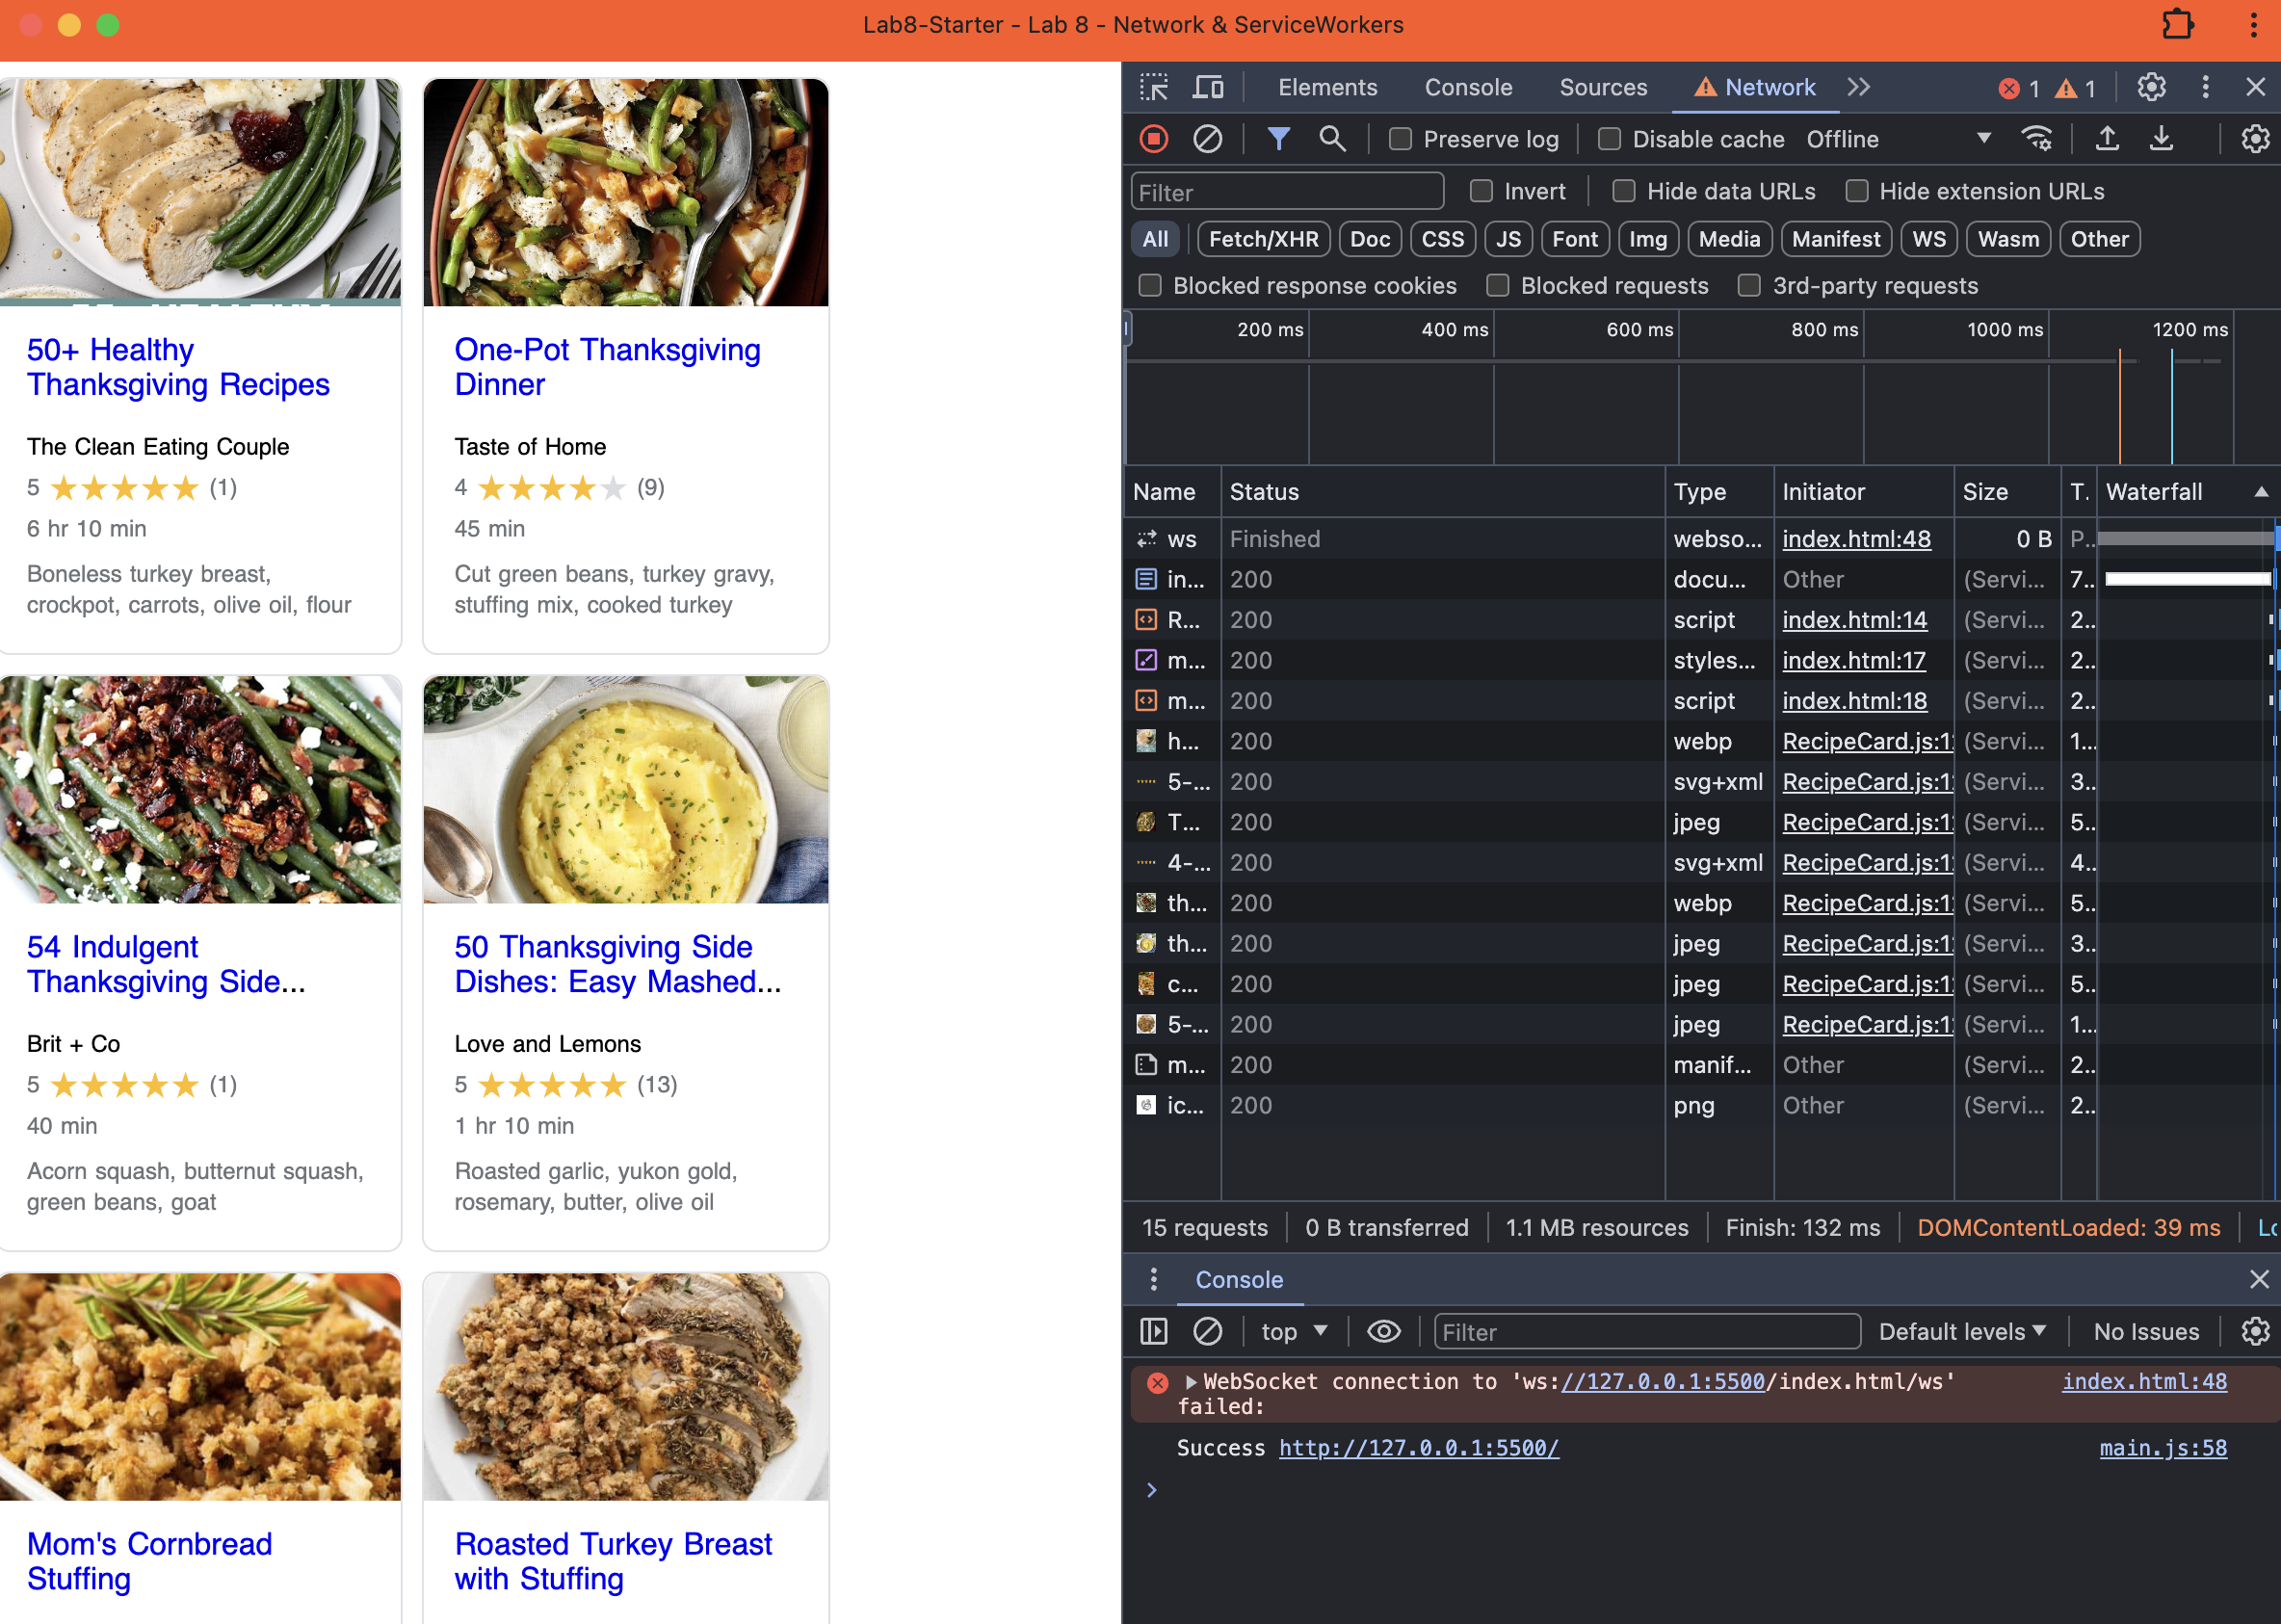 Lab8-Starter - Lab 8 - Network & ServiceWorkers
50+ Healthy
Thanksgiving Recipes
The Clean Eating Couple
5 (1)
6 hr 10 min
Boneless turkey breast,
crockpot, carrots, olive oil, flour
One-Pot Thanksgiving
Dinner
Taste of Home
4 (9)
45 min
Cut green beans, turkey gravy,
stuffing mix, cooked turkey
54 Indulgent
Thanksgiving Side...
Brit + Co
5 (1)
40 min
Acorn squash, butternut squash,
green beans, goat
50 Thanksgiving Side
Dishes: Easy Mashed...
Love and Lemons
5 (13)
1 hr 10 min
Roasted garlic, yukon gold,
rosemary, butter, olive oil
Mom's Cornbread
Stuffing
Roasted Turkey Breast
with Stuffing
Elements Console Sources Network 1 1
Preserve log Disable cache Offline
Filter Invert Hide data URLs Hide extension URLs
All Fetch/XHR Doc CSS JS Font Img Media Manifest WS Wasm Other
Blocked response cookies Blocked requests 3rd-party requests
200 ms 400 ms 600 ms 800 ms 1000 ms 1200 ms
Name Status Type Initiator Size T. Waterfall
ws Finished webso... index.html:48 0 B P...
in... 200 docu... Other (Servi... 7...
R... 200 script index.html:14 (Servi... 2...
m... 200 styles... index.html:17 (Servi... 2...
m... 200 script index.html:18 (Servi... 2...
h... 200 webp RecipeCard.js:1 (Servi... 1...
5-... 200 svg+xml RecipeCard.js:1 (Servi... 3...
T... 200 jpeg RecipeCard.js:1 (Servi... 5...
4-... 200 svg+xml RecipeCard.js:1 (Servi... 4...
th... 200 webp RecipeCard.js:1 (Servi... 5...
th... 200 jpeg RecipeCard.js:1 (Servi... 3...
c... 200 jpeg RecipeCard.js:1 (Servi... 5...
5-... 200 jpeg RecipeCard.js:1 (Servi... 1...
m... 200 manif... Other (Servi... 2...
ic... 200 png Other (Servi... 2...
15 requests 0 B transferred 1.1 MB resources Finish: 132 ms DOMContentLoaded: 39 ms
Console
top Filter Default levels No Issues
WebSocket connection to 'ws://127.0.0.1:5500/index.html/ws' index.html:48
failed:
Success http://127.0.0.1:5500/ main.js:58